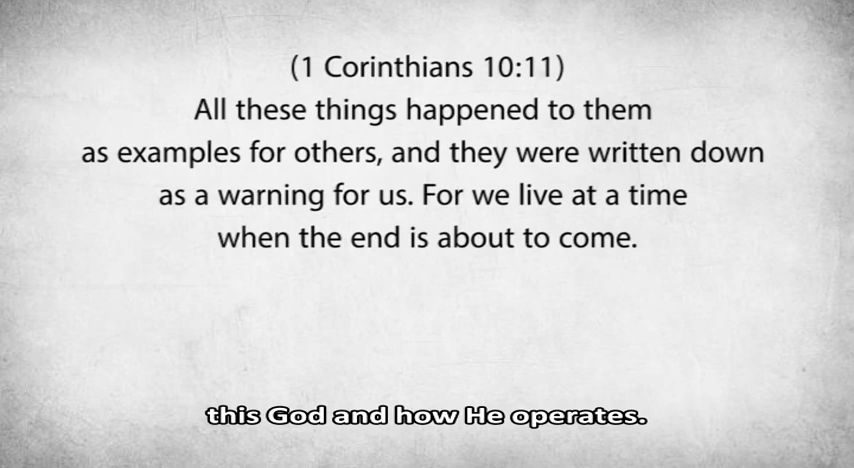 (1 Corinthians 10:11)
All these things happened to them
as examples for others, and they were written down
as a warning for us. For we live at a time
when the end is about to come.
this God and how He operates.